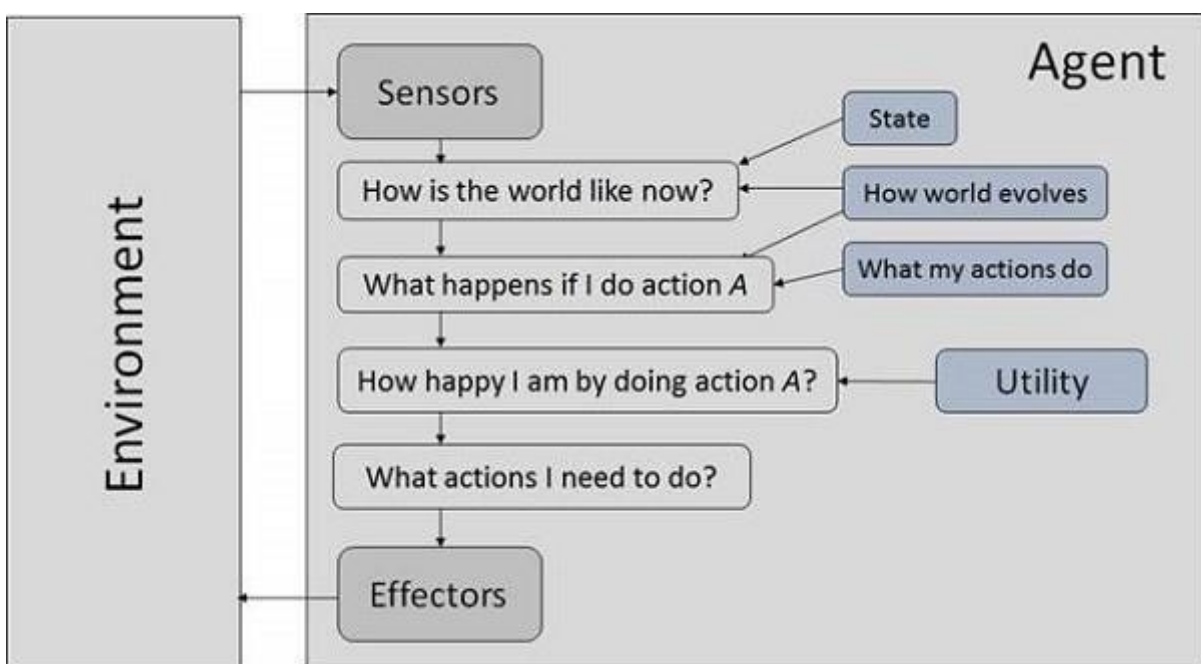 Environment
Agent
Sensors
State
How is the world like now?
How world evolves
What happens if I do action A
What my actions do
How happy I am by doing action A?
Utility
What actions I need to do?
Effectors